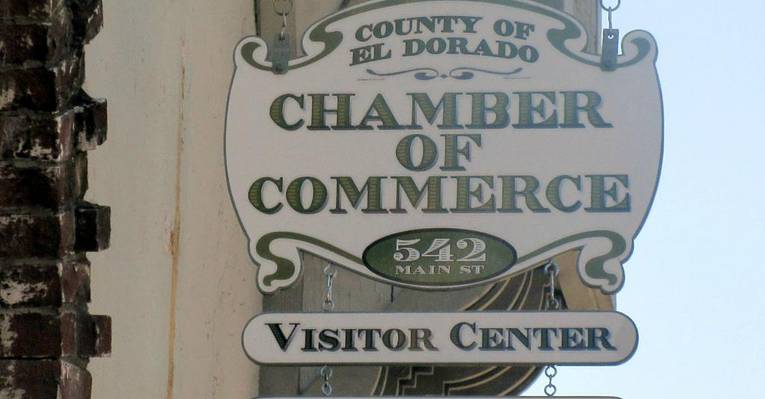 COUNTY OF
EL DORADO
CHAMBER
OF
COMMERCE
542
MAIN ST
VISITOR CENTER